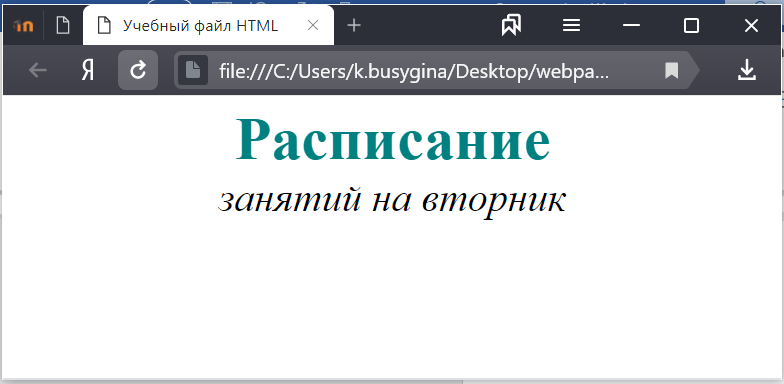 Учебный файл HTML
Я file:///C:/Users/k.busygina/Desktop/webpa...
Расписание
занятий на вторник